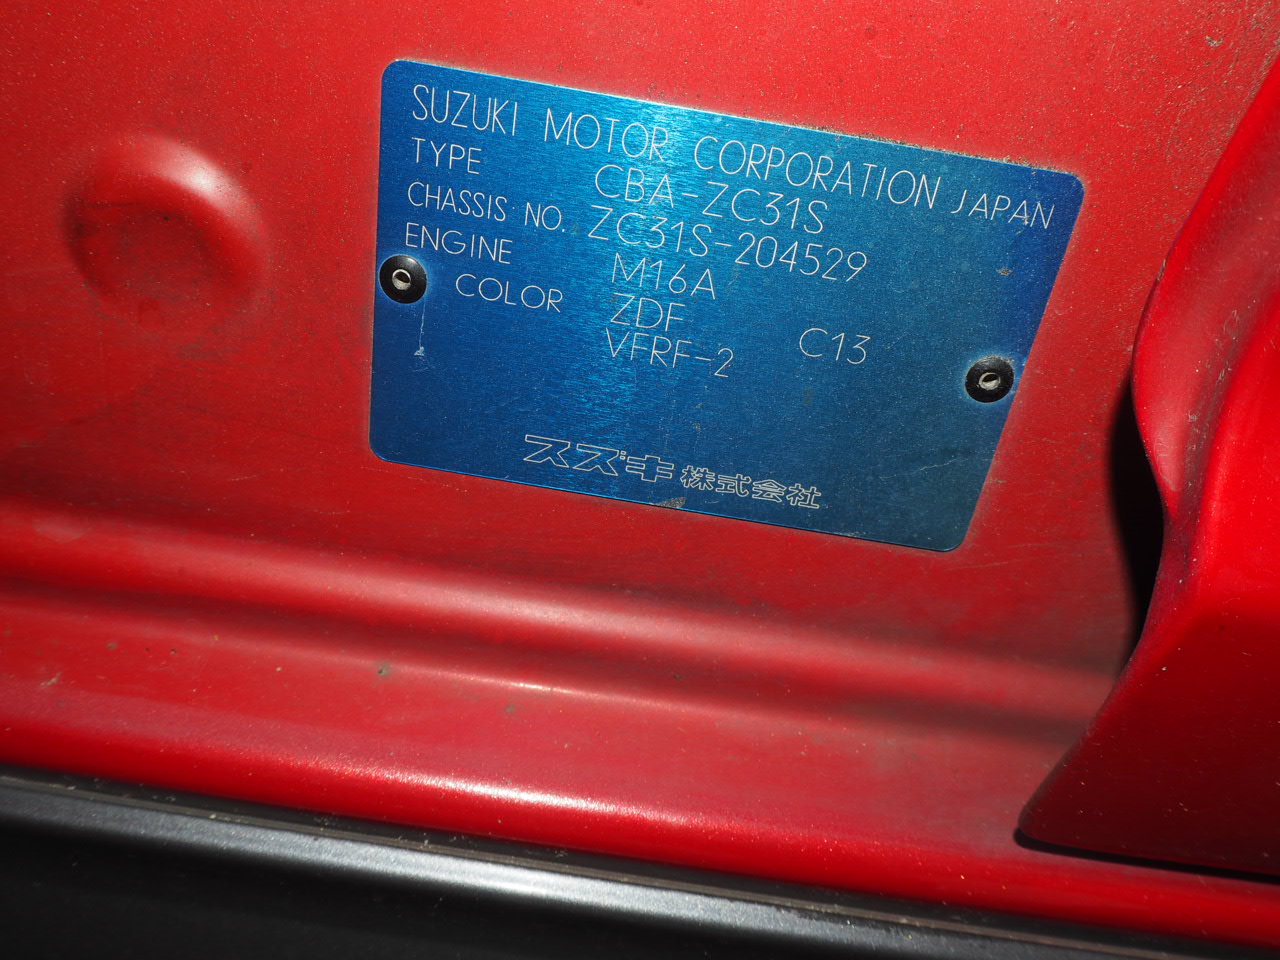 SUZUKI MOTOR CORPORATION JAPAN
TYPE CBA-ZC31S
CHASSIS NO. ZC31S-204529
ENGINE M16A
COLOR ZDF C13
VFRF-2
スズキ株式会社